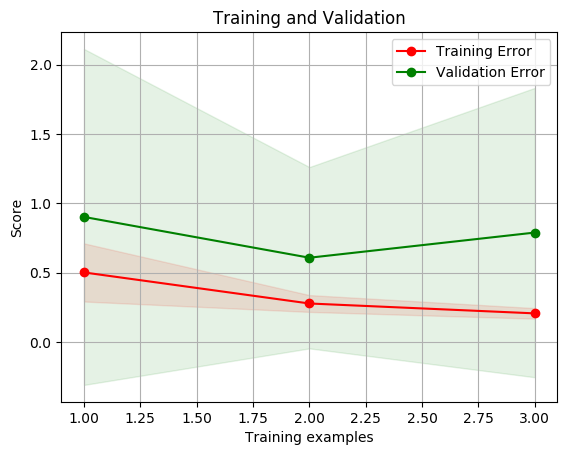 Training and Validation
Training Error
Validation Error
2.0
1.5
1.0
0.5
0.0
Score
1.00
1.25
1.50
1.75
2.00
2.25
2.50
2.75
3.00
Training examples